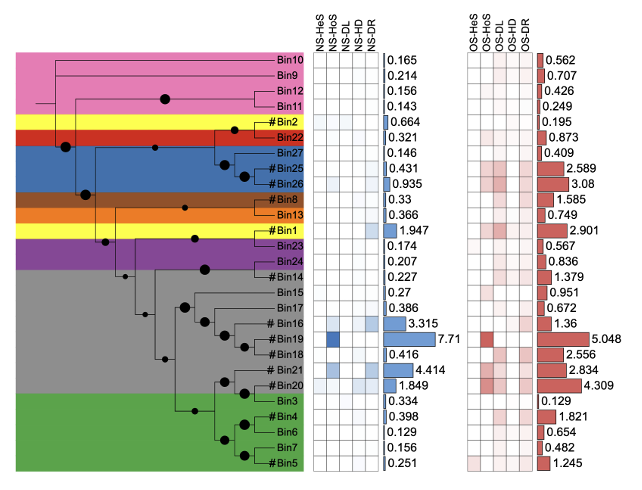 NS-HeS NS-HoS NS-DL NS-HD NS-DR OS-HeS OS-HoS OS-DL OS-HD OS-DR
Bin10 0.165 0.562
Bin9 0.214 0.707
Bin12 0.156 0.426
Bin11 0.143 0.249
#Bin2 0.664 0.195
Bin22 0.321 0.873
Bin27 0.146 0.409
#Bin25 0.431 2.589
#Bin26 0.935 3.08
#Bin8 0.33 1.585
Bin13 0.366 0.749
#Bin1 1.947 2.901
Bin23 0.174 0.567
Bin24 0.207 0.836
#Bin14 0.227 1.379
Bin15 0.27 0.951
Bin17 0.386 0.672
#Bin16 3.315 1.36
#Bin19 7.71 5.048
#Bin18 0.416 2.556
#Bin21 4.414 2.834
#Bin20 1.849 4.309
Bin3 0.334 0.129
#Bin4 0.398 1.821
Bin6 0.129 0.654
Bin7 0.156 0.482
#Bin5 0.251 1.245